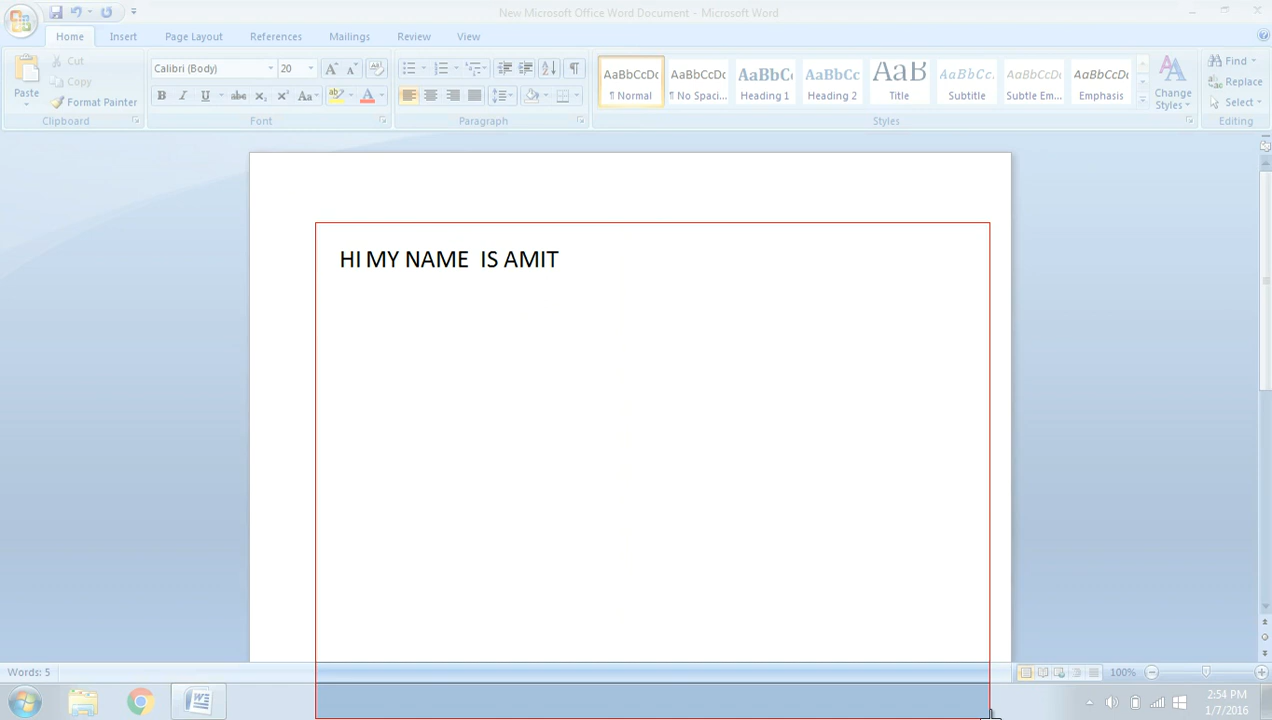 New Microsoft Office Word Document - Microsoft Word
Home Insert Page Layout References Mailings Review View
Paste
Cut
Copy
Format Painter
Clipboard
Calibri (Body) 20
Font
Paragraph
AaBbCcDc AaBbCcDc AaBbCc AaBbCc AaB AaBbCc. AaBbCcDc AaBbCcDc
¶ Normal ¶ No Spaci... Heading 1 Heading 2 Title Subtitle Subtle Em... Emphasis
Styles
Change
Styles
Find
Replace
Select
Editing
HI MY NAME  IS AMIT
Words: 5
100%
2:54 PM
1/7/2016